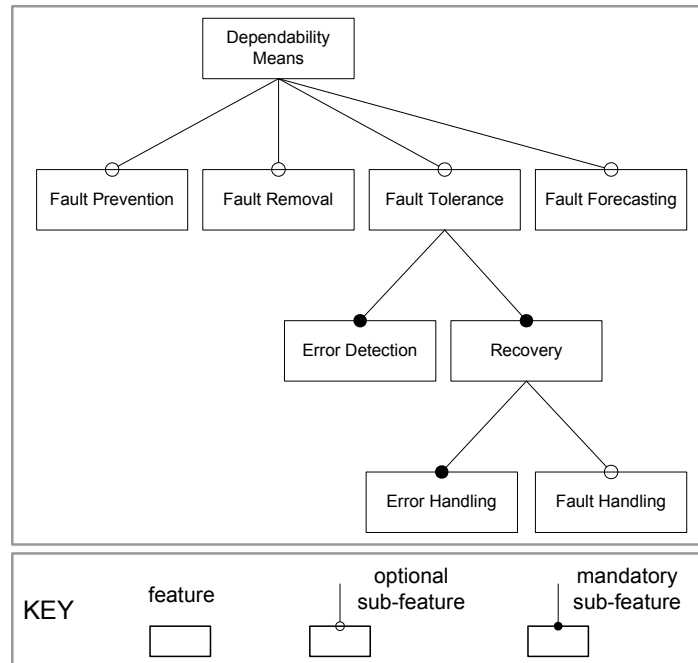 Dependability
Means
Fault Prevention
Fault Removal
Fault Tolerance
Fault Forecasting
Error Detection
Recovery
Error Handling
Fault Handling
KEY
feature
optional
sub-feature
mandatory
sub-feature